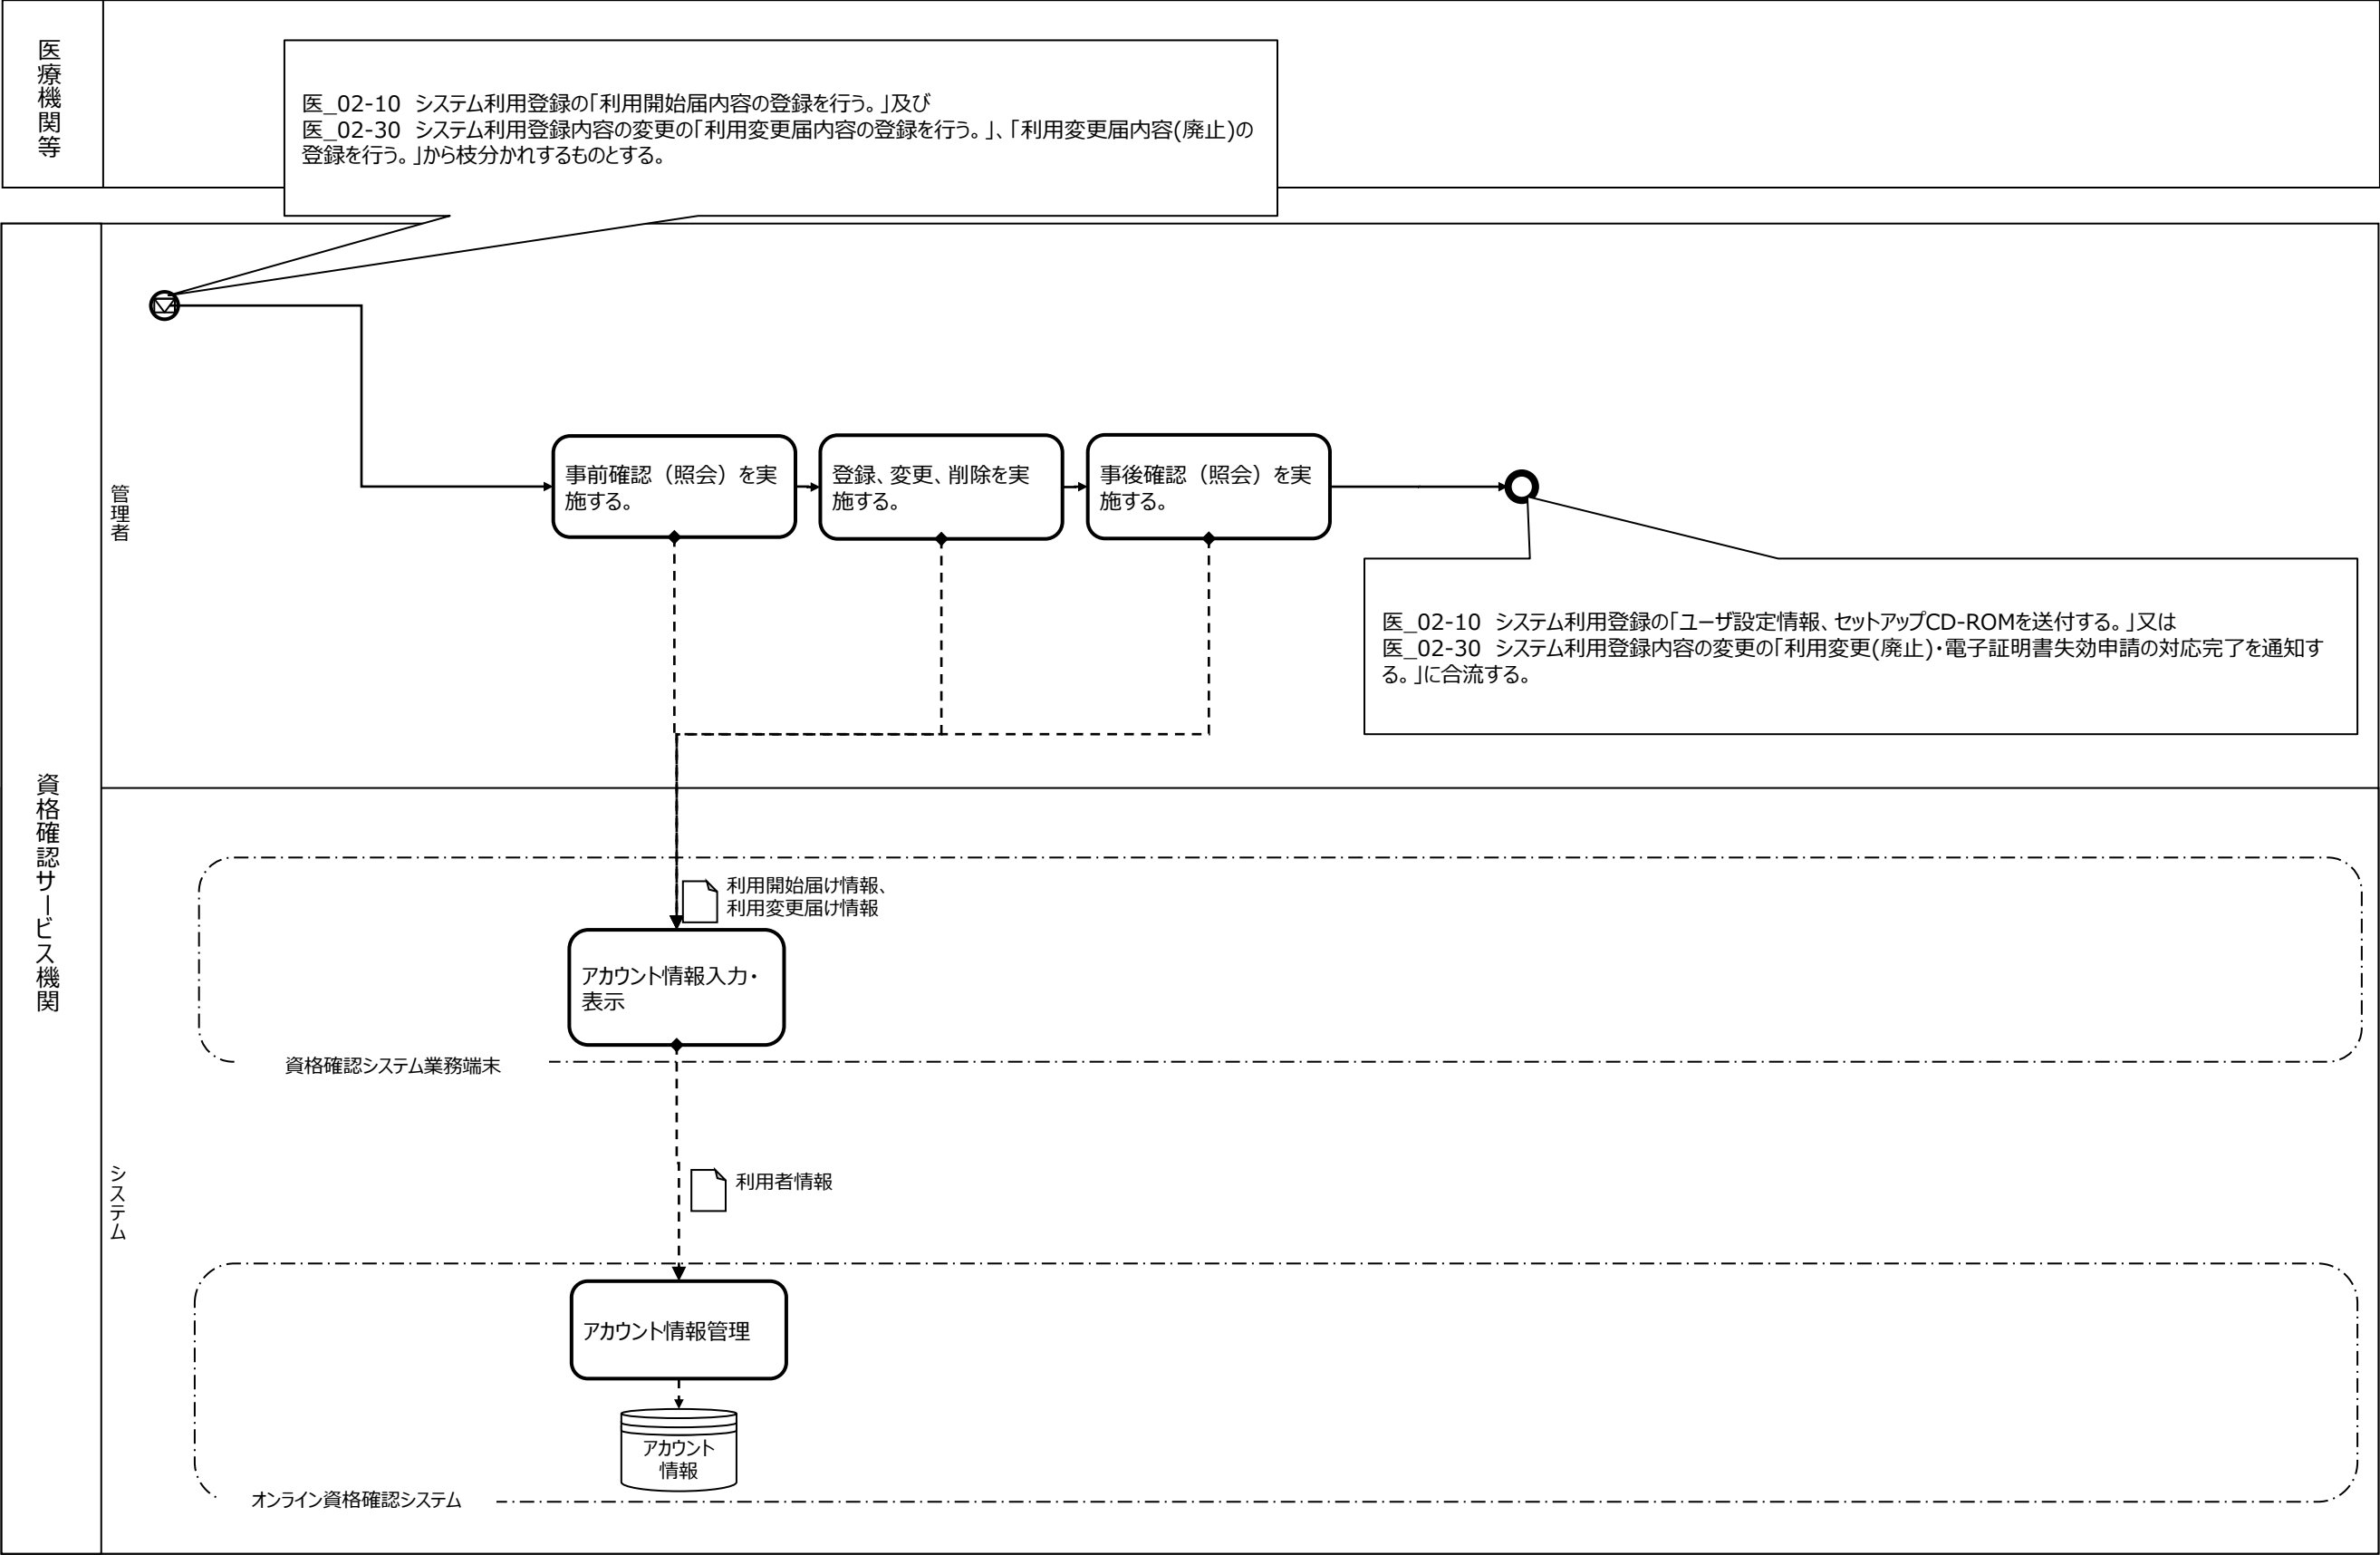 医療機関等
医_02-10　システム利用登録の「利用開始届内容の登録を行う。」及び
医_02-30　システム利用登録内容の変更の「利用変更届内容の登録を行う。」、「利用変更届内容(廃止)の
登録を行う。」から枝分かれするものとする。
資格確認サービス機関
管理者
事前確認（照会）を実
施する。
登録、変更、削除を実
施する。
事後確認（照会）を実
施する。
医_02-10　システム利用登録の「ユーザ設定情報、セットアップCD-ROMを送付する。」又は
医_02-30　システム利用登録内容の変更の「利用変更(廃止)・電子証明書失効申請の対応完了を通知す
る。」に合流する。
システム
利用開始届け情報、
利用変更届け情報
アカウント情報入力・
表示
資格確認システム業務端末
利用者情報
アカウント情報管理
アカウント
情報
オンライン資格確認システム